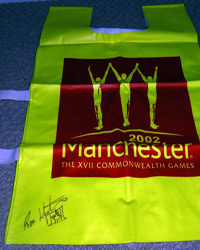 2002
Manchester
THE XVII COMMONWEALTH GAMES